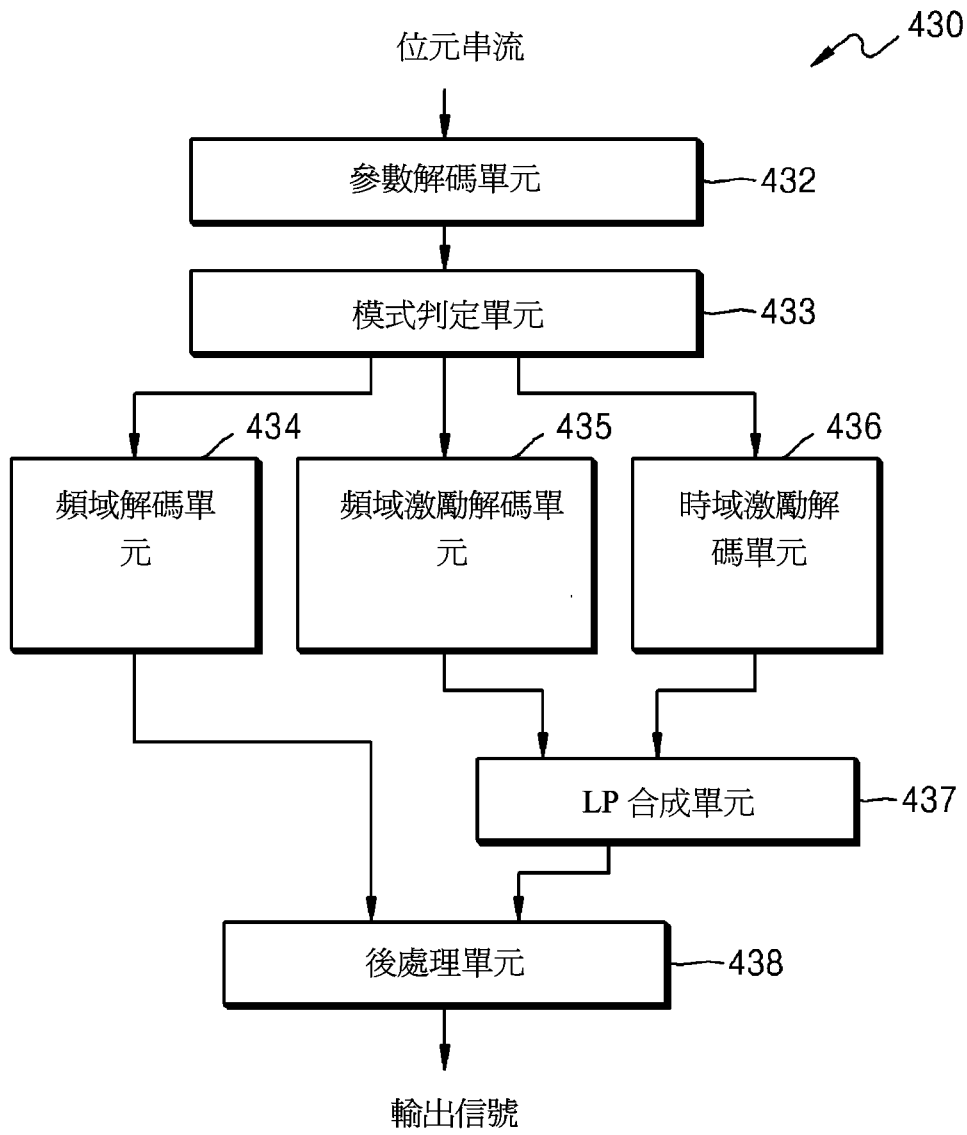 430
位元串流
參數解碼單元
432
模式判定單元
433
434
435
436
頻域解碼單
元
頻域激勵解碼單
元
時域激勵解
碼單元
LP 合成單元
437
後處理單元
438
輸出信號